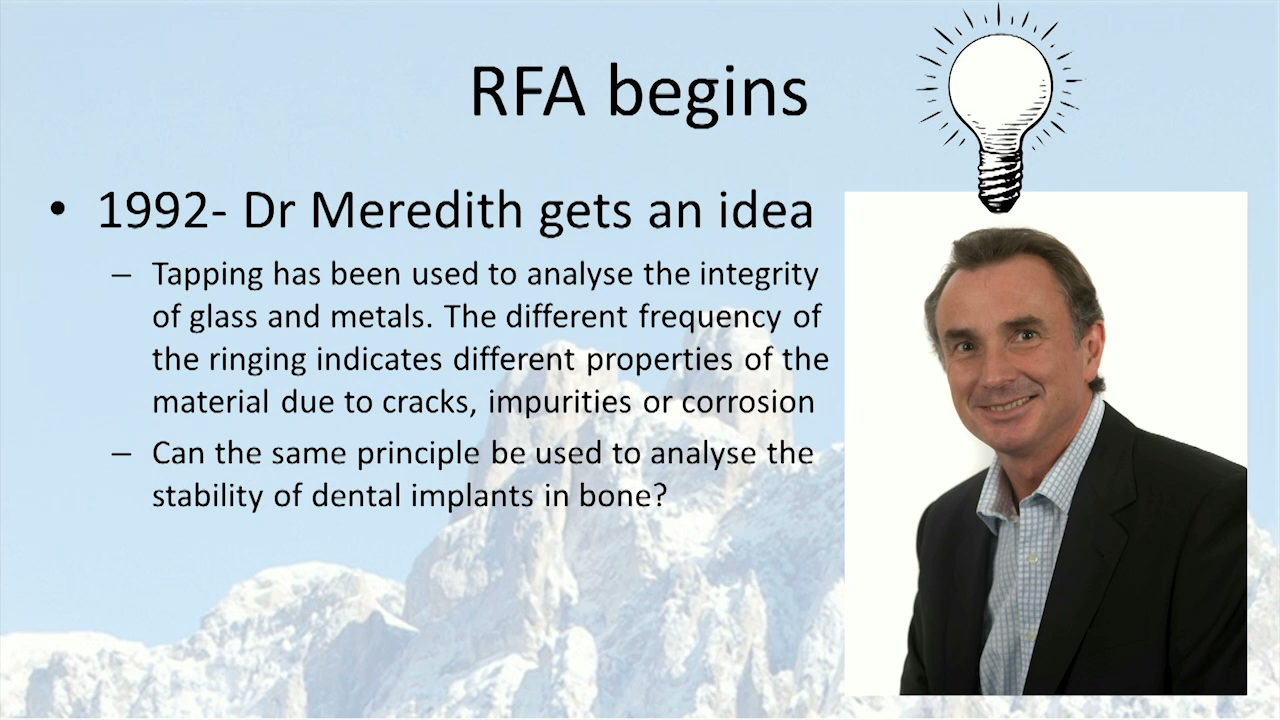 RFA begins
• 1992- Dr Meredith gets an idea
– Tapping has been used to analyse the integrity
of glass and metals. The different frequency of
the ringing indicates different properties of the
material due to cracks, impurities or corrosion
– Can the same principle be used to analyse the
stability of dental implants in bone?